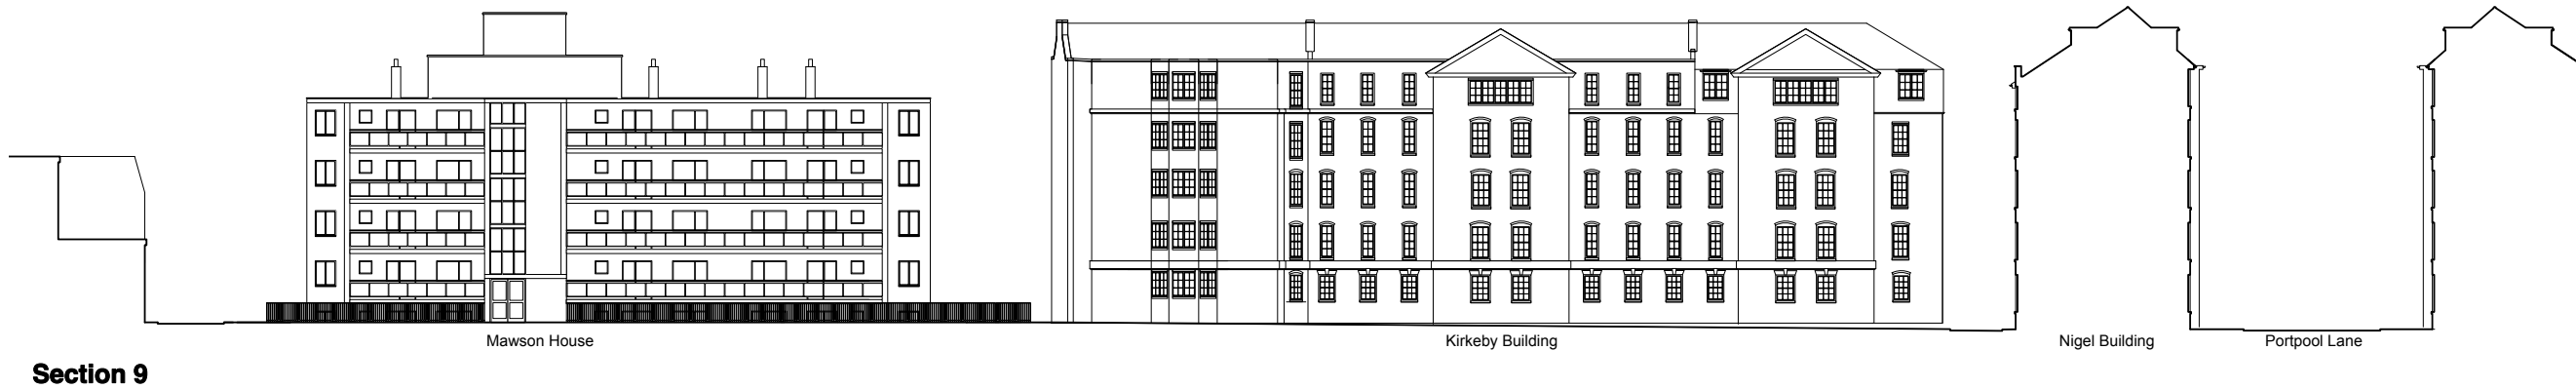 Mawson House
Kirkeby Building
Nigel Building
Portpool Lane
Section 9